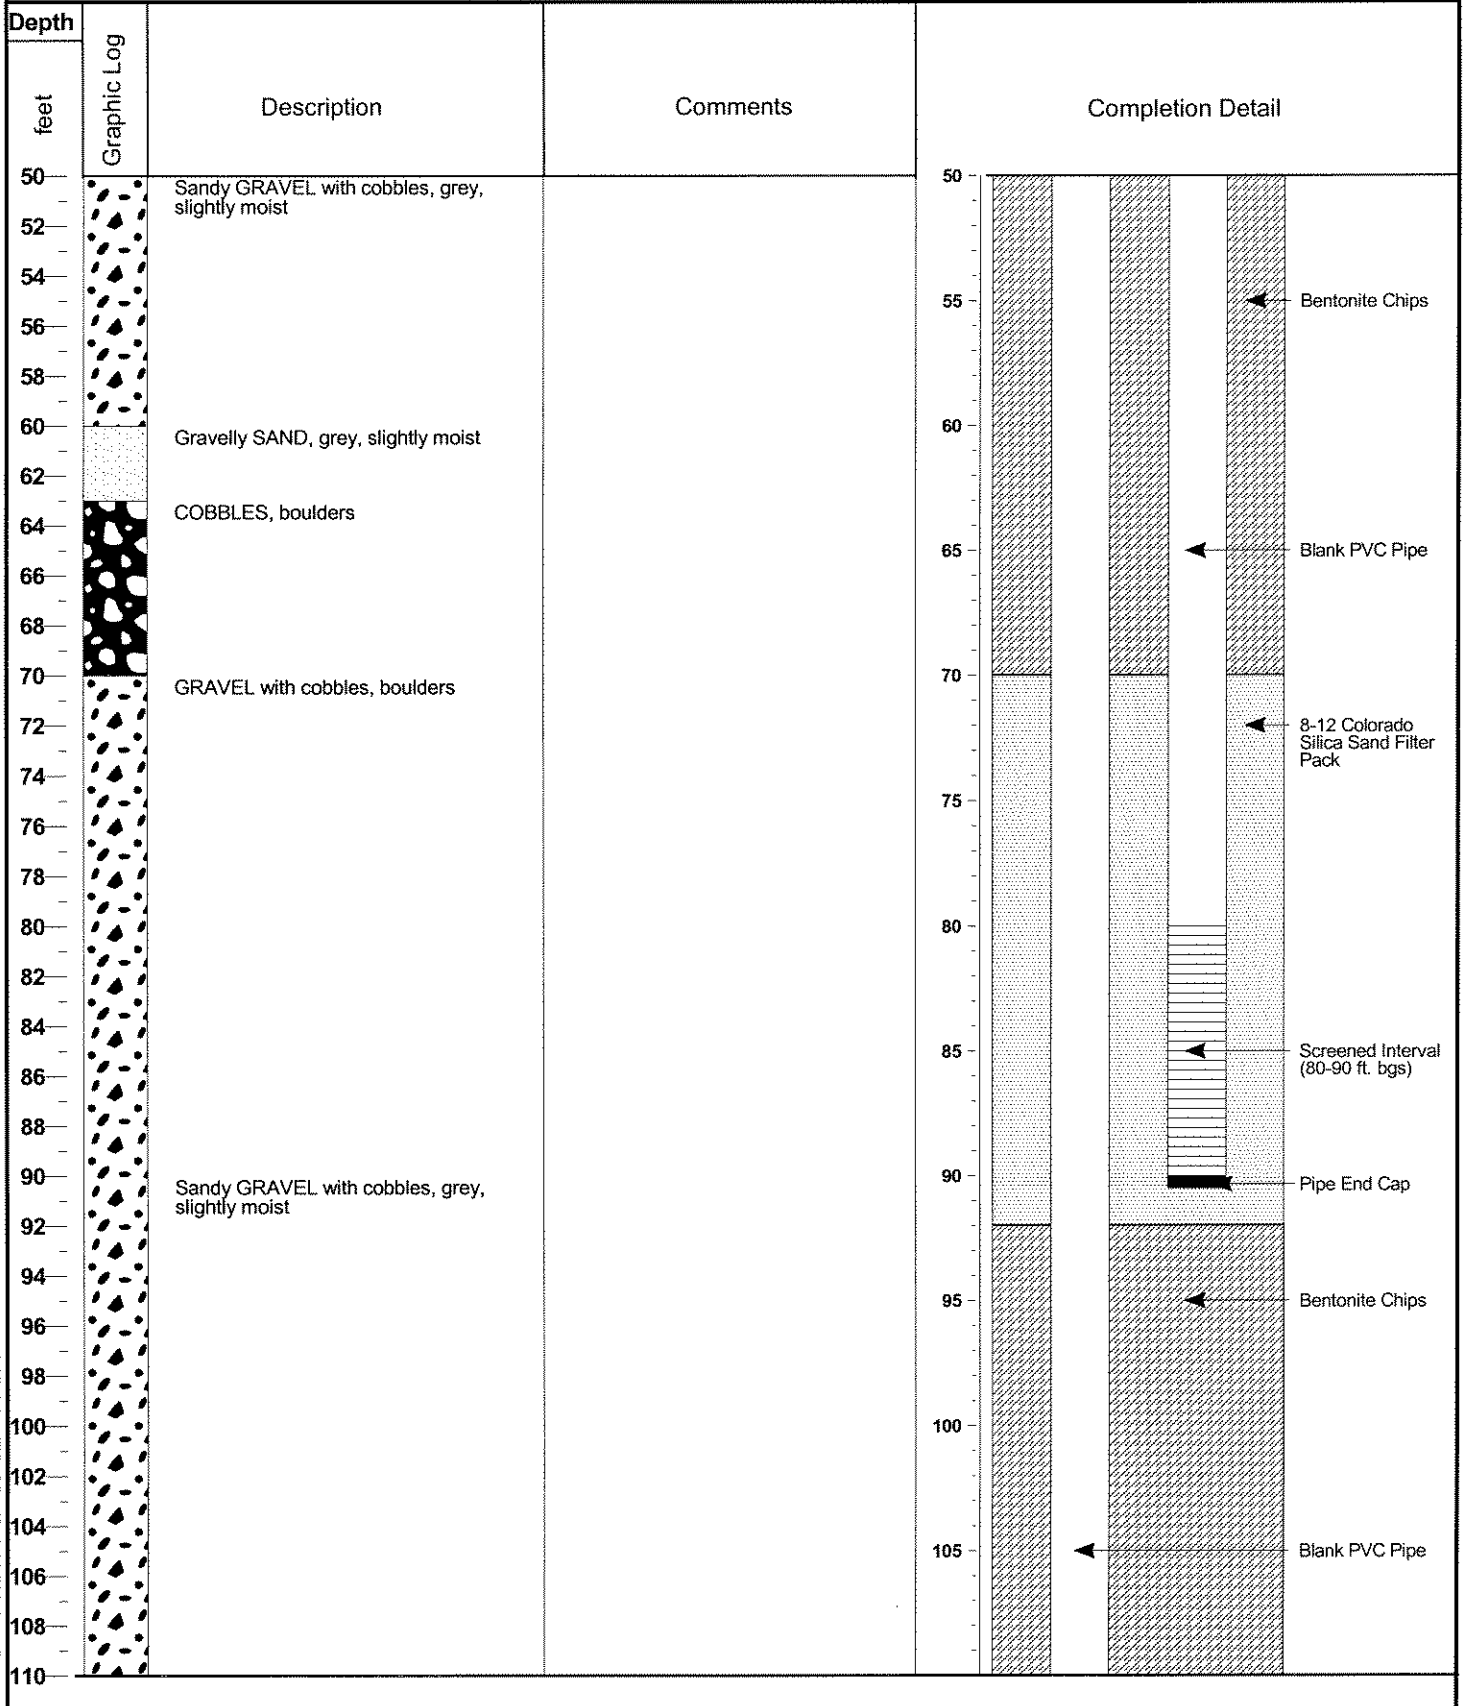 Depth
feet
Graphic Log
Description
Comments
Completion Detail
50
52
54
56
58
60
62
64
66
68
70
72
74
76
78
80
82
84
86
88
90
92
94
96
98
100
102
104
106
108
110
Sandy GRAVEL with cobbles, grey,
slightly moist
Gravelly SAND, grey, slightly moist
COBBLES, boulders
GRAVEL with cobbles, boulders
Sandy GRAVEL with cobbles, grey,
slightly moist
50
55
60
65
70
75
80
85
90
95
100
105
Bentonite Chips
Blank PVC Pipe
8-12 Colorado
Silica Sand Filter
Pack
Screened Interval
(80-90 ft. bgs)
Pipe End Cap
Bentonite Chips
Blank PVC Pipe